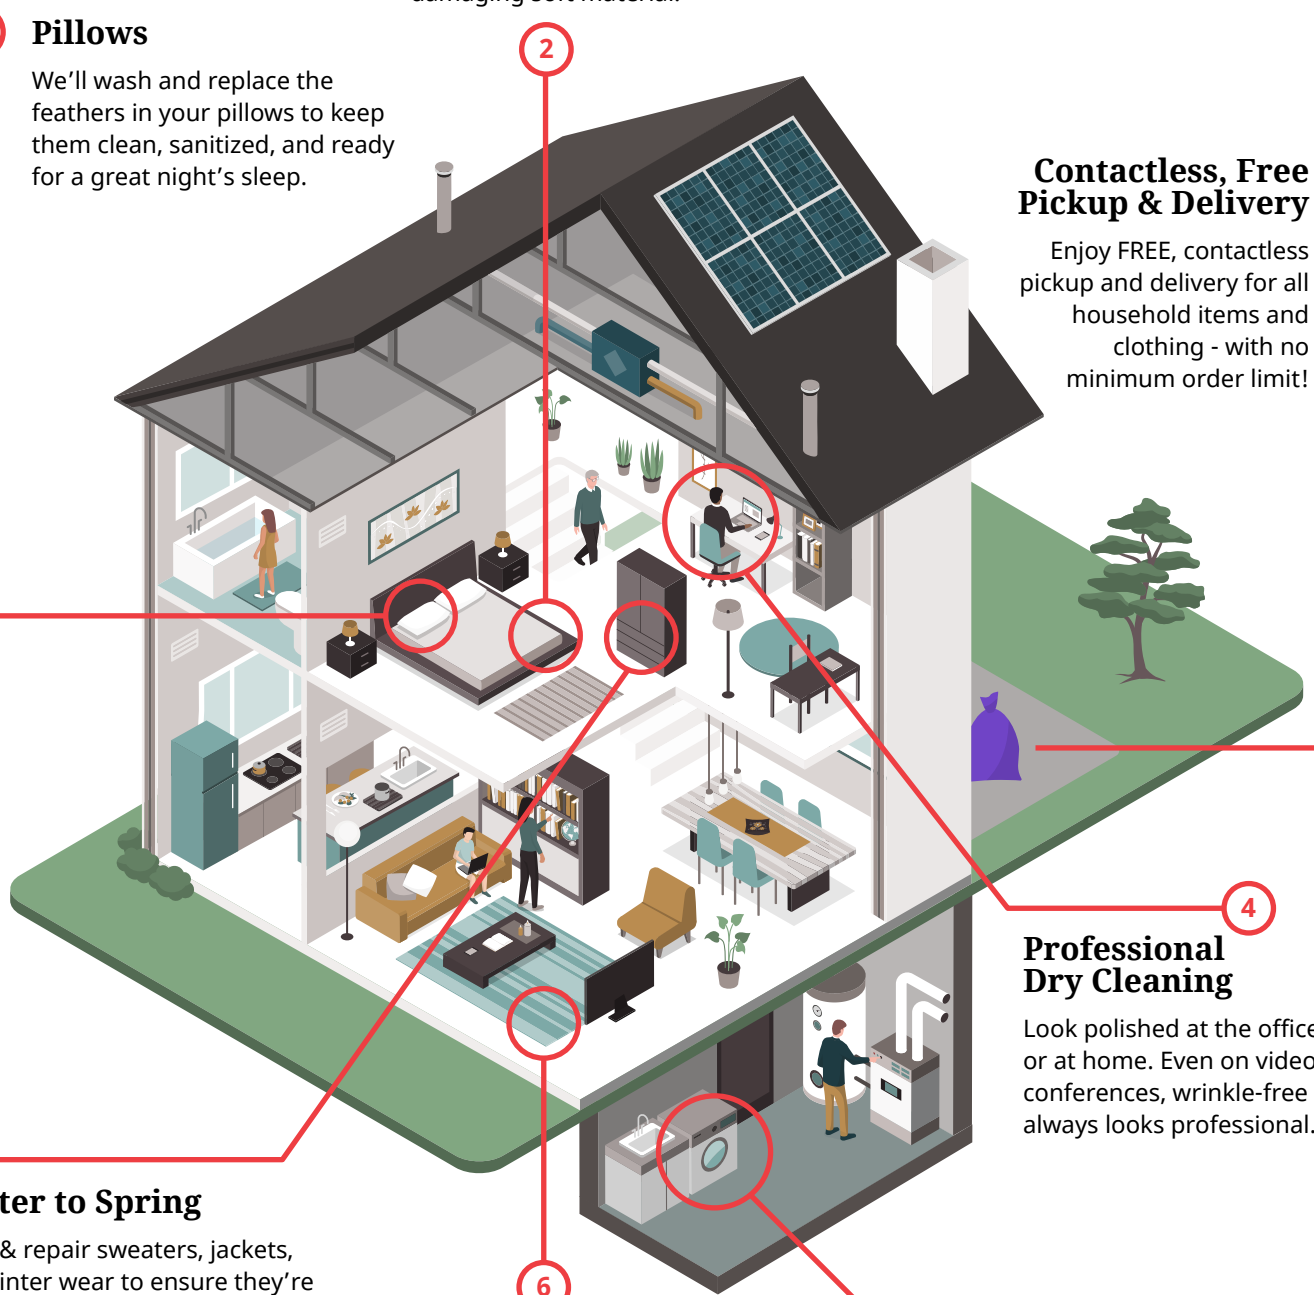 damaging soft material.
Pillows
We’ll wash and replace the
feathers in your pillows to keep
them clean, sanitized, and ready
for a great night’s sleep.
2
Contactless, Free
Pickup & Delivery
Enjoy FREE, contactless
pickup and delivery for all
household items and
clothing - with no
minimum order limit!
4
Professional
Dry Cleaning
Look polished at the office
or at home. Even on video
conferences, wrinkle-free
always looks professional.
ter to Spring
& repair sweaters, jackets,
inter wear to ensure they’re
6